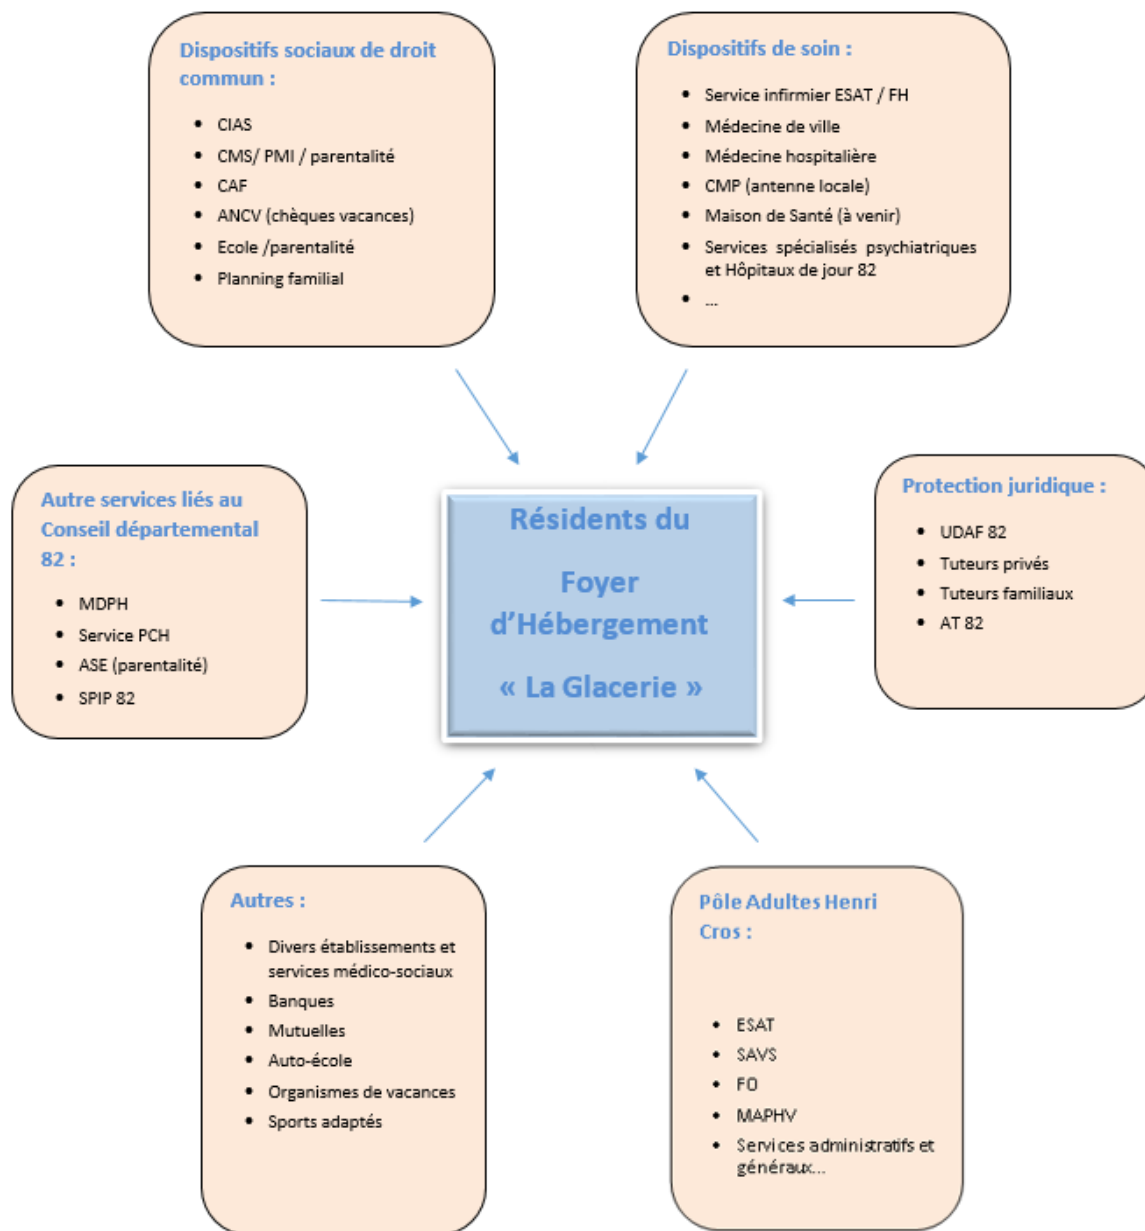 Dispositifs sociaux de droit
commun :
• CIAS
• CMS/ PMI / parentalité
• CAF
• ANCV (chèques vacances)
• Ecole /parentalité
• Planning familial
Dispositifs de soin :
• Service infirmier ESAT / FH
• Médecine de ville
• Médecine hospitalière
• CMP (antenne locale)
• Maison de Santé (à venir)
• Services spécialisés psychiatriques
et Hôpitaux de jour 82
• ...
Autre services liés au
Conseil départemental
82 :
• MDPH
• Service PCH
• ASE (parentalité)
• SPIP 82
Résidents du
Foyer
d'Hébergement
« La Glacerie »
Protection juridique :
• UDAF 82
• Tuteurs privés
• Tuteurs familiaux
• AT 82
Autres :
• Divers établissements et
services médico-sociaux
• Banques
• Mutuelles
• Auto-école
• Organismes de vacances
• Sports adaptés
Pôle Adultes Henri
Cros :
• ESAT
• SAVS
• FO
• MAPHV
• Services administratifs et
généraux...